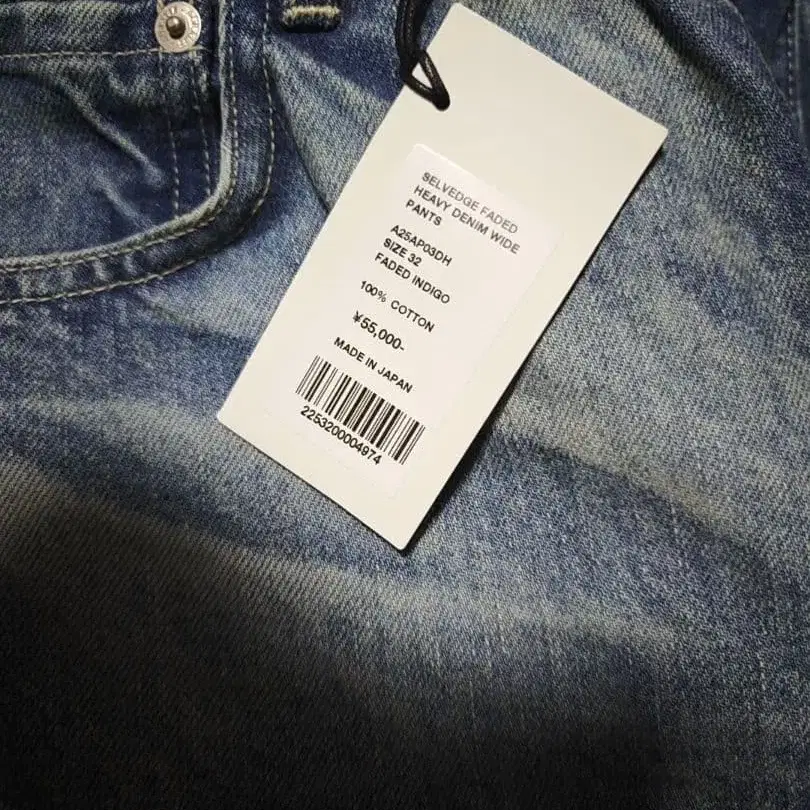 SELVEDGE FADED
HEAVY DENIM WIDE
PANTS
A25AP03DH
SIZE 32
FADED INDIGO
100% COTTON
¥55,000-
MADE IN JAPAN
2253200004974